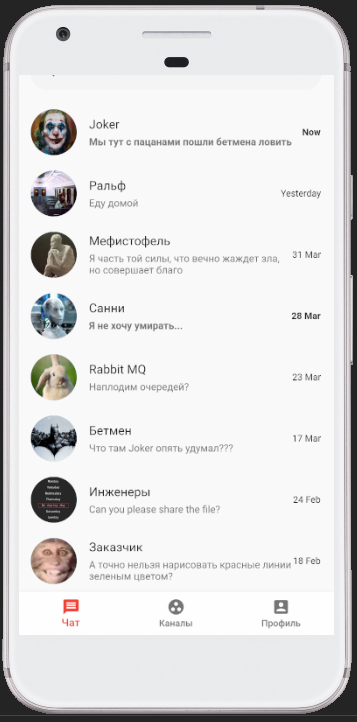 Joker
Now
Мы тут с пацанами пошли бетмена ловить
Ральф
Yesterday
Еду домой
Мефистофель
31 Mar
Я часть той силы, что вечно жаждет зла,
но совершает благо
Санни
28 Mar
Я не хочу умирать...
Rabbit MQ
23 Mar
Наплодим очередей?
Бетмен
17 Mar
Что там Joker опять удумал???
Инженеры
24 Feb
Can you please share the file?
Заказчик
18 Feb
А точно нельзя нарисовать красные линии
зеленым цветом?
Чат
Каналы
Профиль